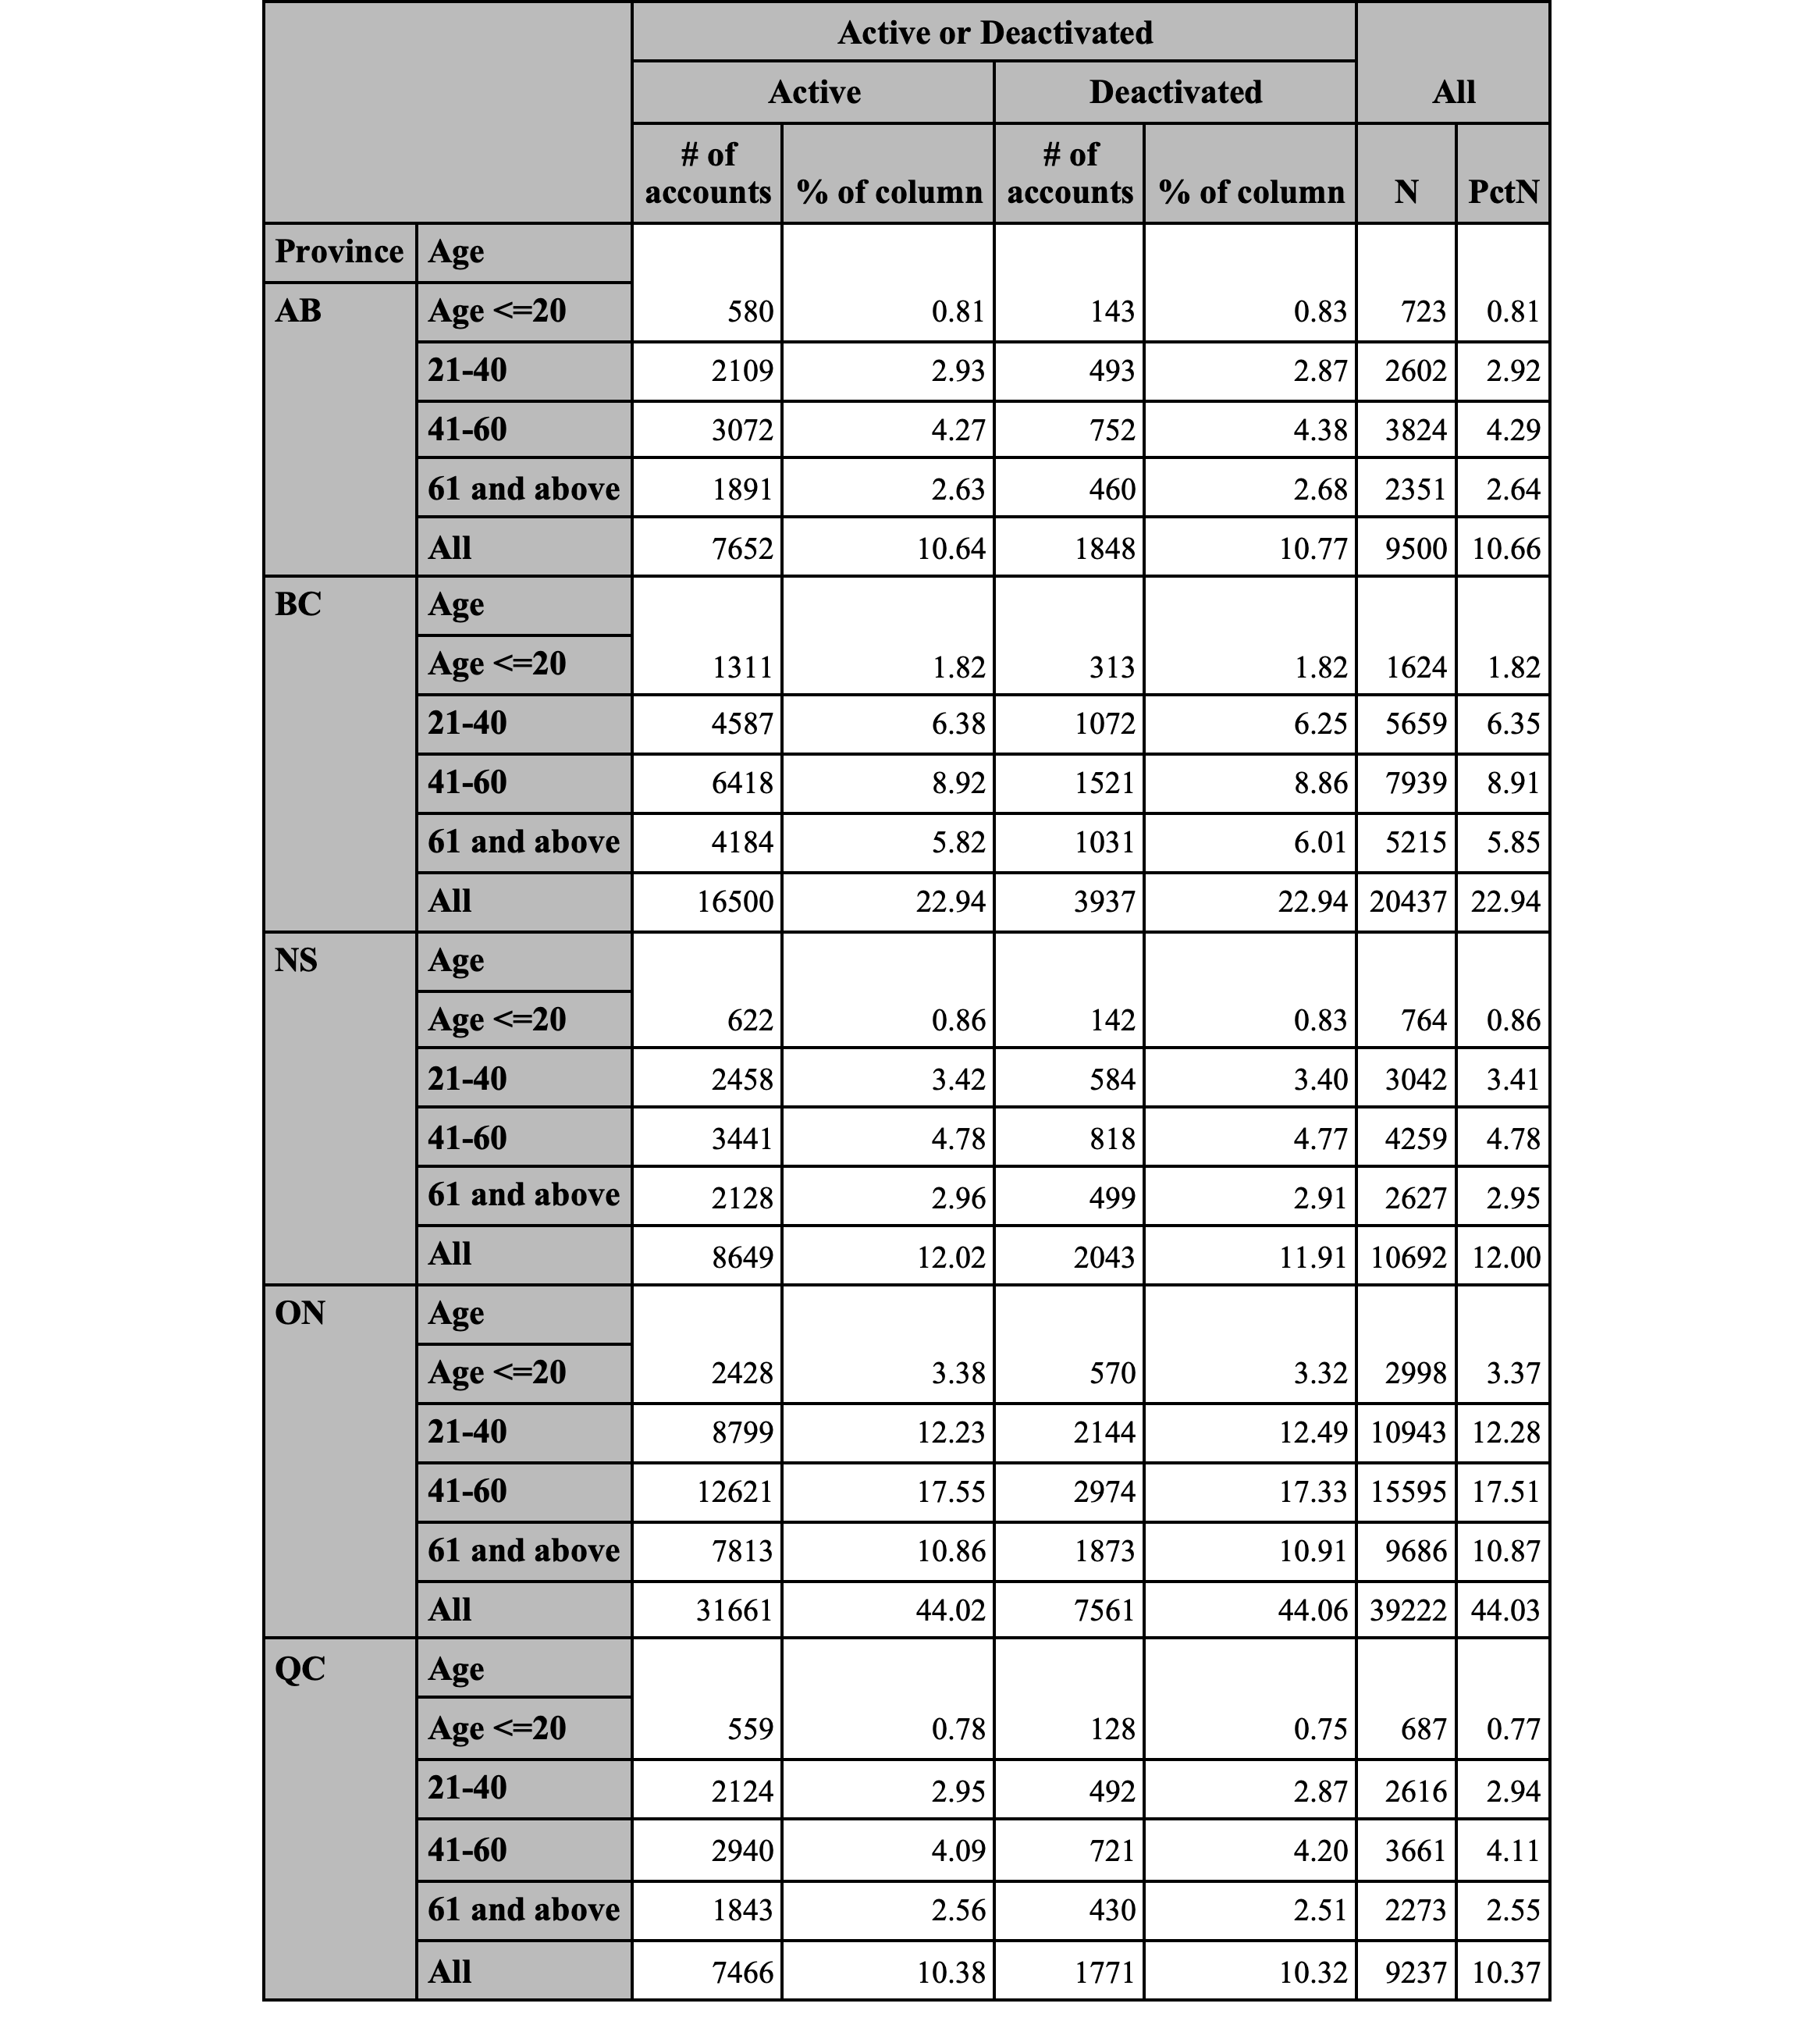 Active or Deactivated
Active Deactivated All
# of accounts % of column # of accounts % of column N PctN
Province Age
AB Age <=20 580 0.81 143 0.83 723 0.81
21-40 2109 2.93 493 2.87 2602 2.92
41-60 3072 4.27 752 4.38 3824 4.29
61 and above 1891 2.63 460 2.68 2351 2.64
All 7652 10.64 1848 10.77 9500 10.66
BC Age
Age <=20 1311 1.82 313 1.82 1624 1.82
21-40 4587 6.38 1072 6.25 5659 6.35
41-60 6418 8.92 1521 8.86 7939 8.91
61 and above 4184 5.82 1031 6.01 5215 5.85
All 16500 22.94 3937 22.94 20437 22.94
NS Age
Age <=20 622 0.86 142 0.83 764 0.86
21-40 2458 3.42 584 3.40 3042 3.41
41-60 3441 4.78 818 4.77 4259 4.78
61 and above 2128 2.96 499 2.91 2627 2.95
All 8649 12.02 2043 11.91 10692 12.00
ON Age
Age <=20 2428 3.38 570 3.32 2998 3.37
21-40 8799 12.23 2144 12.49 10943 12.28
41-60 12621 17.55 2974 17.33 15595 17.51
61 and above 7813 10.86 1873 10.91 9686 10.87
All 31661 44.02 7561 44.06 39222 44.03
QC Age
Age <=20 559 0.78 128 0.75 687 0.77
21-40 2124 2.95 492 2.87 2616 2.94
41-60 2940 4.09 721 4.20 3661 4.11
61 and above 1843 2.56 430 2.51 2273 2.55
All 7466 10.38 1771 10.32 9237 10.37